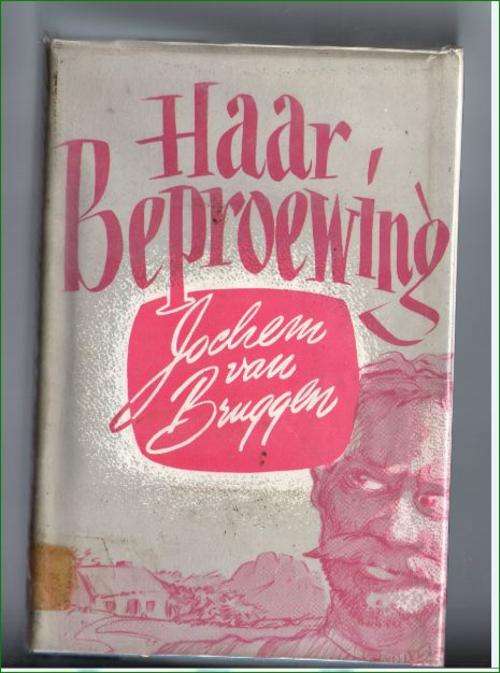 Haar
Beproewing
Jochem
van
Bruggen